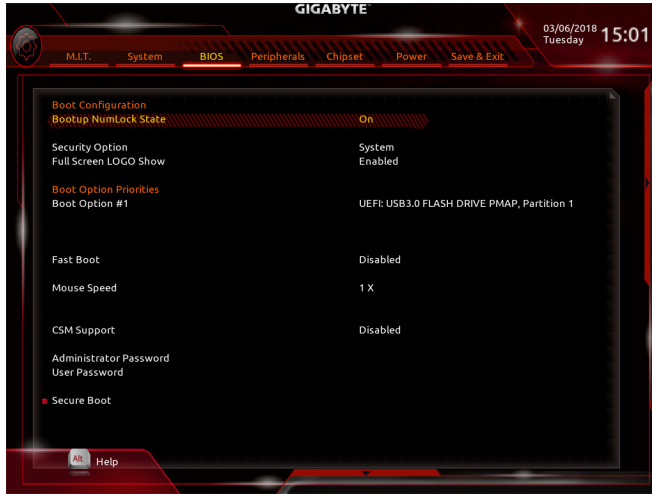 GIGABYTE
03/06/2018 Tuesday 15:01
M.I.T. System BIOS Peripherals Chipset Power Save & Exit
Boot Configuration
Bootup NumLock State On
Security Option System
Full Screen LOGO Show Enabled
Boot Option Priorities
Boot Option #1 UEFI: USB3.0 FLASH DRIVE PMAP, Partition 1
Fast Boot Disabled
Mouse Speed 1 X
CSM Support Disabled
Administrator Password
User Password
Secure Boot
Alt Help